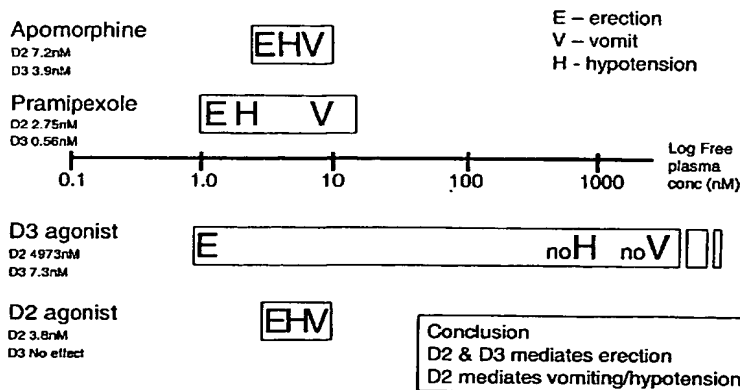 Apomorphine
D2 7.2nM
D3 3.9nM
EHV
E – erection
V – vomit
H - hypotension
Pramipexole
D2 2.75nM
D3 0.56nM
E H V
0.1 1.0 10 100 1000
Log Free
plasma
conc (nM)
D3 agonist
D2 4973nM
D3 7.3nM
E noH noV
D2 agonist
D2 3.8nM
D3 No effect
EHV
Conclusion
D2 & D3 mediates erection
D2 mediates vomiting/hypotension